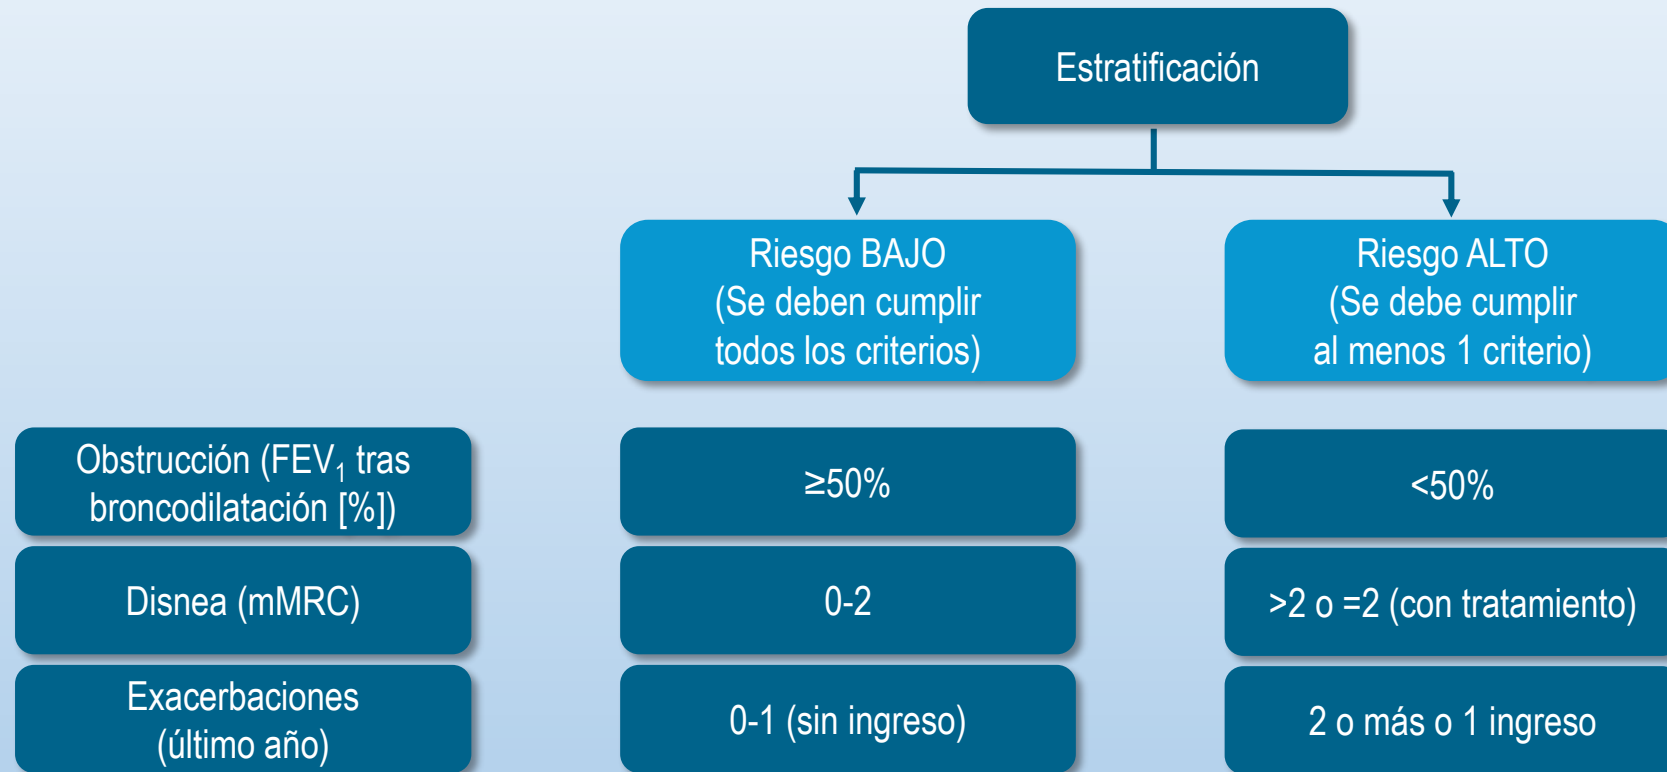 Estratificación
Riesgo BAJO
(Se deben cumplir
todos los criterios)
Riesgo ALTO
(Se debe cumplir
al menos 1 criterio)
Obstrucción (FEV₁ tras
broncodilatación [%])
≥50%
<50%
Disnea (mMRC)
0-2
>2 o =2 (con tratamiento)
Exacerbaciones
(último año)
0-1 (sin ingreso)
2 o más o 1 ingreso